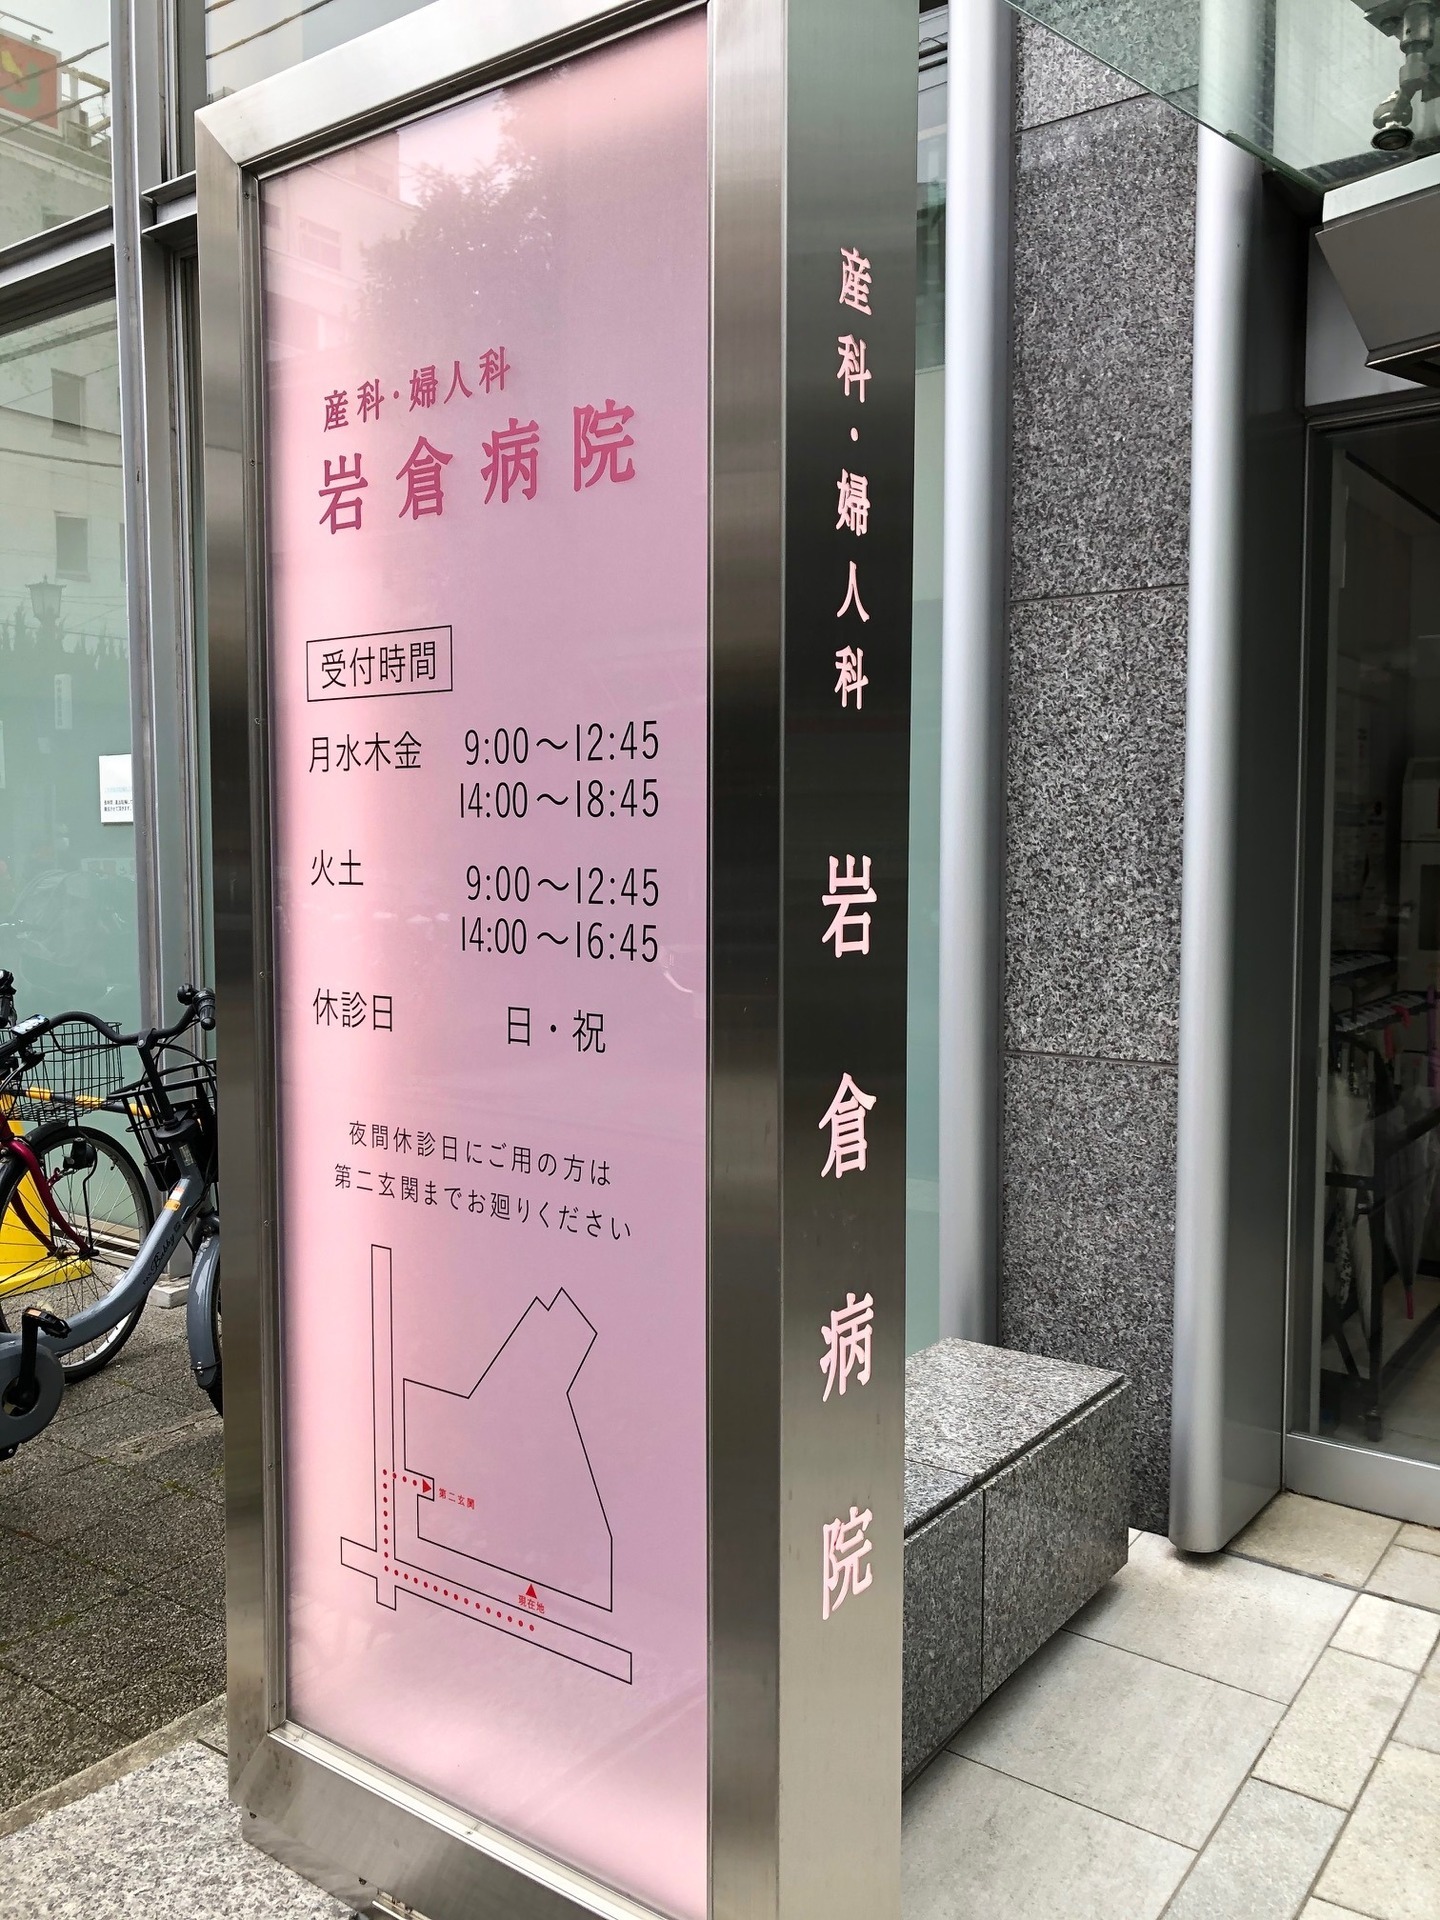 産科・婦人科
岩倉病院
受付時間
月水木金 9:00〜12:45
14:00〜18:45
火土 9:00〜12:45
14:00〜16:45
休診日 日・祝
夜間休診日にご用の方は
第二玄関までお廻りください
第二玄関
現在地
産科・婦人科 岩倉病院